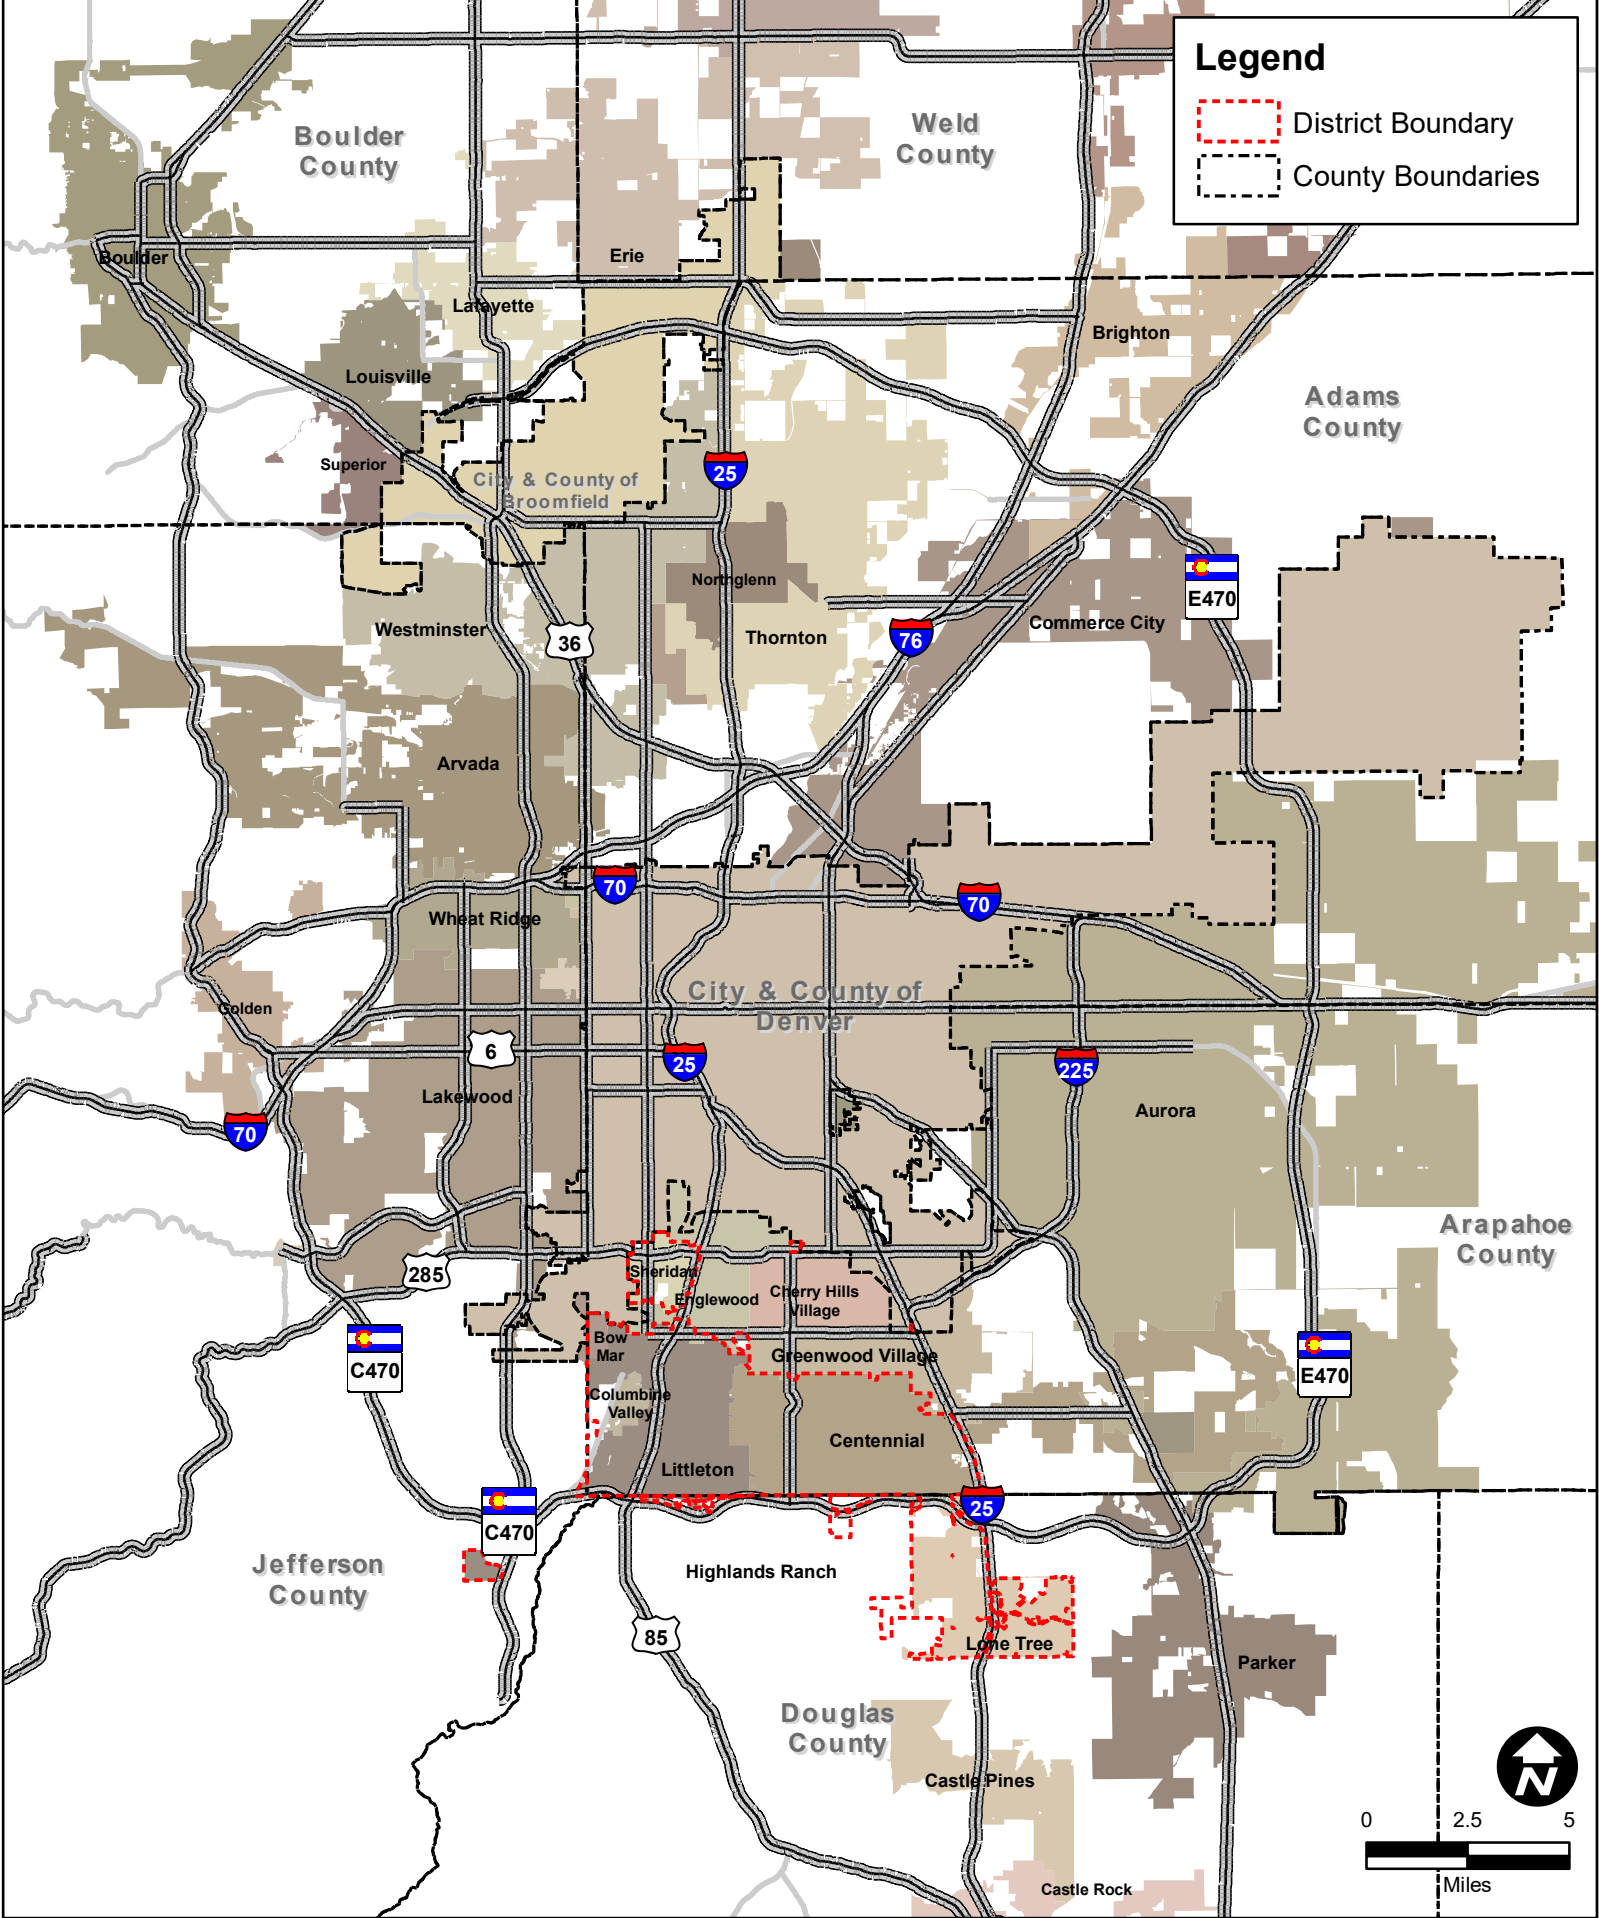 Legend
District Boundary
County Boundaries
Boulder
County
Weld
County
Boulder
Erie
Lafayette
Brighton
Louisville
Adams
County
Superior
25
City & County of
Broomfield
Northglenn
E470
Westminster
36
Thornton
76
Commerce City
Arvada
70
70
Wheat Ridge
City & County of
Denver
Golden
6
25
225
Lakewood
Aurora
70
Arapahoe
County
285
Sheridan
Englewood
Cherry Hills
Village
Bow
Mar
Greenwood Village
C470
E470
Columbine
Valley
Centennial
Littleton
25
C470
Jefferson
County
Highlands Ranch
85
Lone Tree
Parker
Douglas
County
Castle Pines
N
0 2.5 5
Miles
Castle Rock